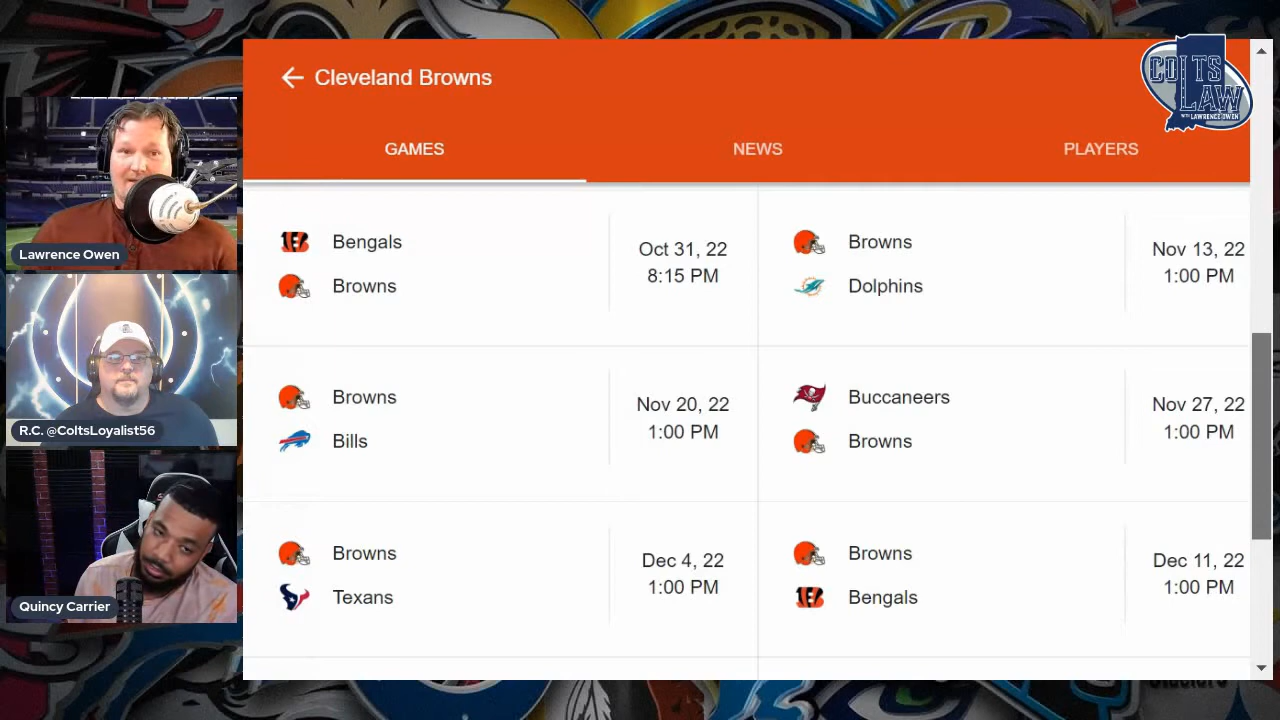 Cleveland Browns
COLTS
LAW
WITH LAWRENCE OWEN
GAMES
NEWS
PLAYERS
Bengals
Browns
Oct 31, 22
8:15 PM
Browns
Dolphins
Nov 13, 22
1:00 PM
Browns
Bills
Nov 20, 22
1:00 PM
Buccaneers
Browns
Nov 27, 22
1:00 PM
Browns
Texans
Dec 4, 22
1:00 PM
Browns
Bengals
Dec 11, 22
1:00 PM
Lawrence Owen
R.C. @ColtsLoyalist56
Quincy Carrier